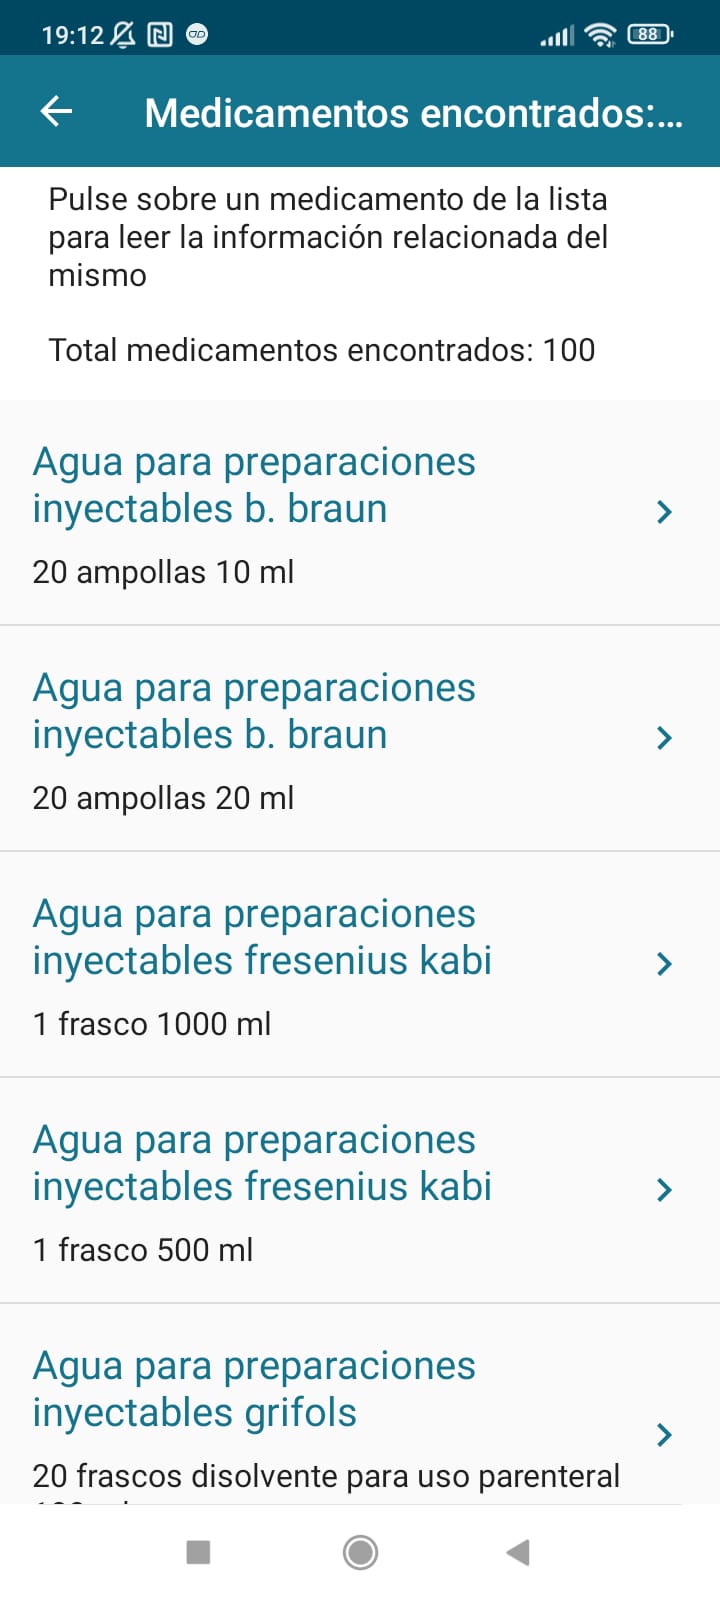 19:12
88
Medicamentos encontrados:...
Pulse sobre un medicamento de la lista
para leer la información relacionada del
mismo
Total medicamentos encontrados: 100
Agua para preparaciones
inyectables b. braun
20 ampollas 10 ml
Agua para preparaciones
inyectables b. braun
20 ampollas 20 ml
Agua para preparaciones
inyectables fresenius kabi
1 frasco 1000 ml
Agua para preparaciones
inyectables fresenius kabi
1 frasco 500 ml
Agua para preparaciones
inyectables grifols
20 frascos disolvente para uso parenteral